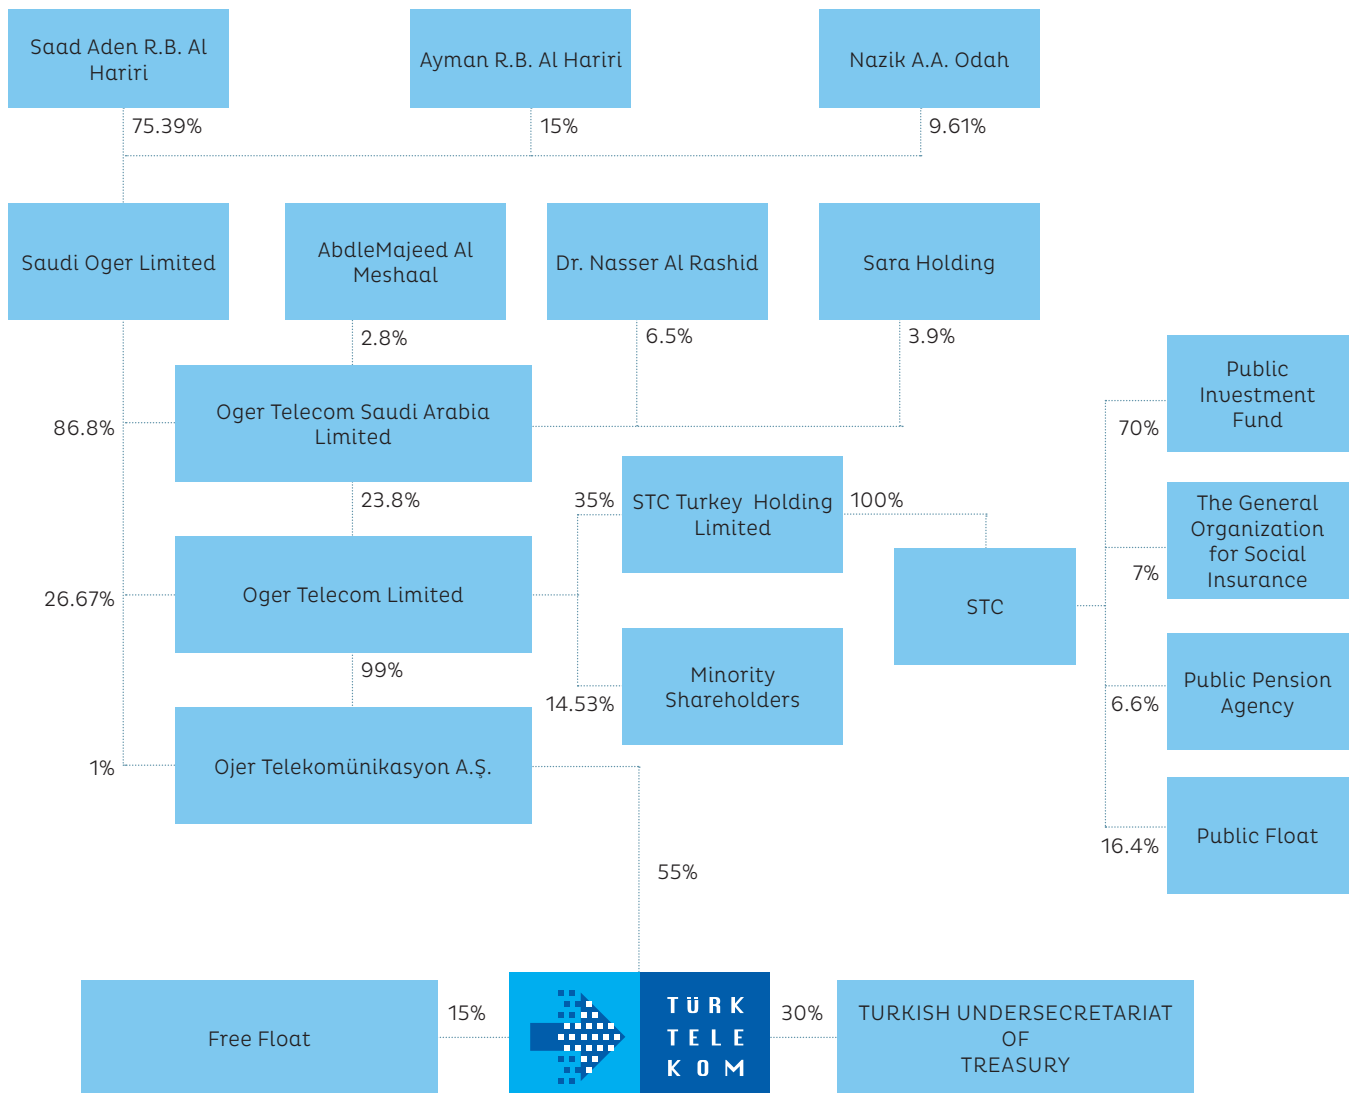 Saad Aden R.B. Al
Hariri
Ayman R.B. Al Hariri
Nazik A.A. Odah
75.39%
15%
9.61%
Saudi Oger Limited
AbdleMajeed Al
Meshaal
Dr. Nasser Al Rashid
Sara Holding
2.8%
6.5%
3.9%
Oger Telecom Saudi Arabia
Limited
86.8%
23.8%
35%
STC Turkey Holding
Limited
100%
Public
Investment
Fund
70%
The General
Organization
for Social
Insurance
7%
Oger Telecom Limited
26.67%
STC
99%
14.53%
Minority
Shareholders
Public Pension
Agency
6.6%
Ojer Telekomünikasyon A.Ş.
1%
Public Float
16.4%
55%
Free Float
15%
TÜRK
TELE
KOM
30%
TURKISH UNDERSECRETARIAT
OF
TREASURY